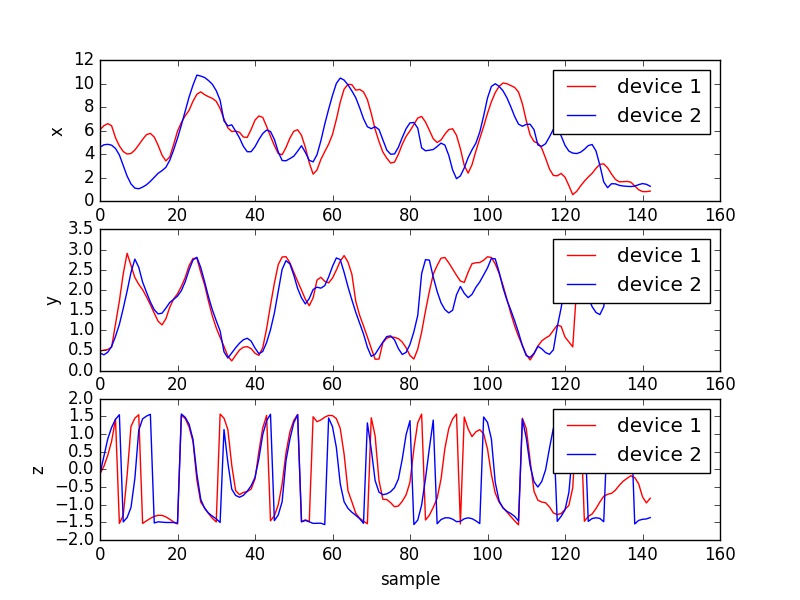 12
10
8
6
4
2
0
x
device 1
device 2
0 20 40 60 80 100 120 140 160
3.5
3.0
2.5
2.0
1.5
1.0
0.5
0.0
y
device 1
device 2
0 20 40 60 80 100 120 140 160
2.0
1.5
1.0
0.5
0.0
−0.5
−1.0
−1.5
−2.0
z
device 1
device 2
0 20 40 60 80 100 120 140 160
sample